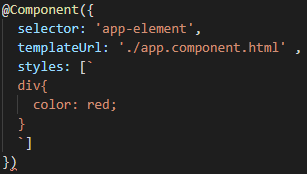 @Component({
  selector: 'app-element',
  templateUrl: './app.component.html' ,
  styles: [`
  div{
    color: red;
  }
  `]
})